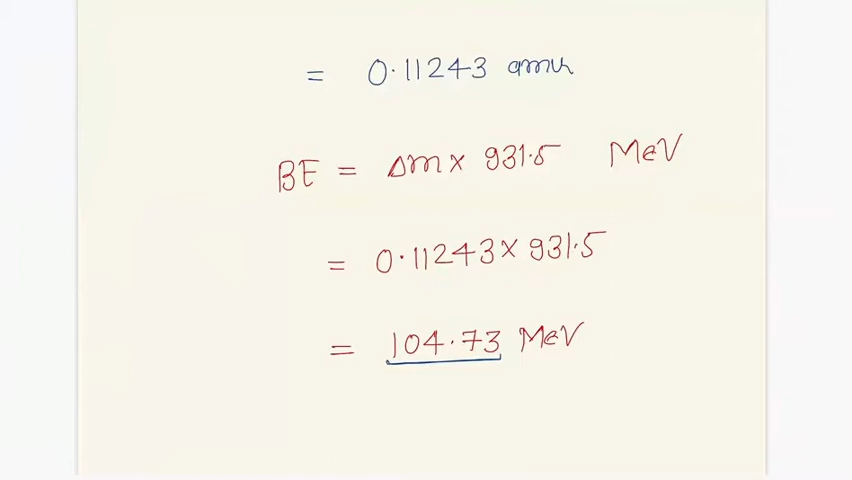 = 0.11243 amu
BE = Δm x 931.5 MeV
= 0.11243 x 931.5
= 104.73 MeV